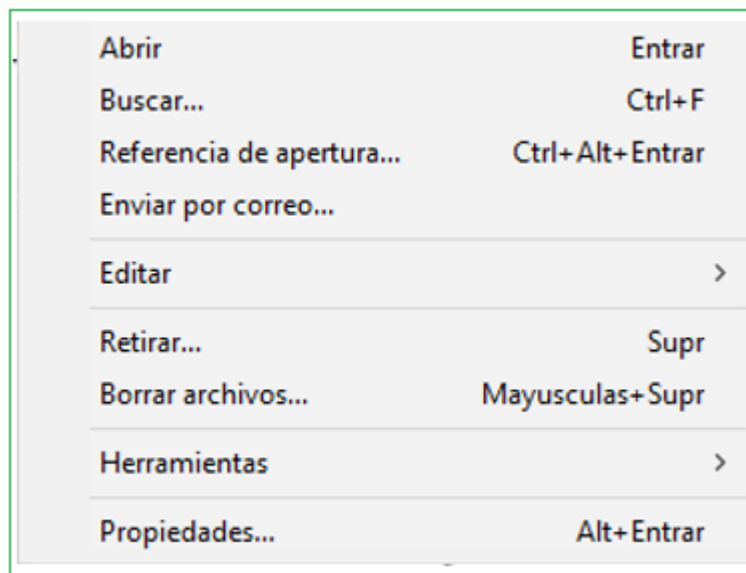 Abrir Entrar
Buscar... Ctrl+F
Referencia de apertura... Ctrl+Alt+Entrar
Enviar por correo...
Editar
Retirar... Supr
Borrar archivos... Mayusculas+Supr
Herramientas
Propiedades... Alt+Entrar